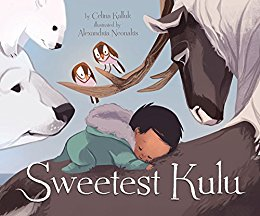 by Celina Kalluk
illustrated by
Alexandria Neonakis
Sweetest Kulu